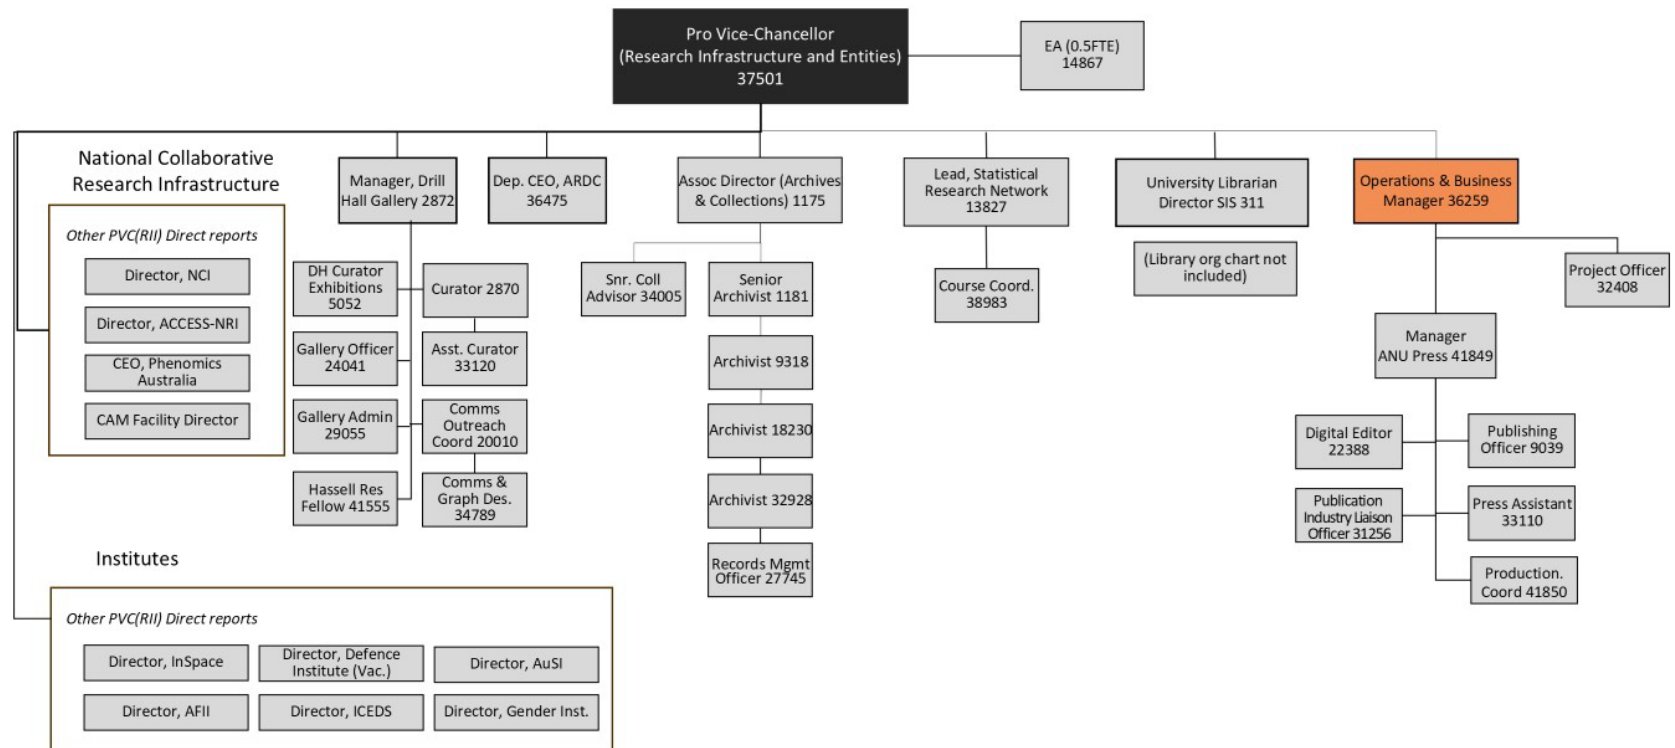 Pro Vice-Chancellor
(Research Infrastructure and Entities)
37501
EA (0.5FTE)
14867
National Collaborative
Research Infrastructure
Other PVC(RII) Direct reports
Director, NCI
Director, ACCESS-NRI
CEO, Phenomics
Australia
CAM Facility Director
Manager, Drill
Hall Gallery 2872
DH Curator
Exhibitions
5052
Curator 2870
Gallery Officer
24041
Asst. Curator
33120
Gallery Admin
29055
Comms
Outreach
Coord 20010
Hassell Res
Fellow 41555
Comms &
Graph Des.
34789
Dep. CEO, ARDC
36475
Assoc Director (Archives
& Collections) 1175
Snr. Coll
Advisor 34005
Senior
Archivist 1181
Archivist 9318
Archivist 18230
Archivist 32928
Records Mgmt
Officer 27745
Lead, Statistical
Research Network
13827
Course Coord.
38983
University Librarian
Director SIS 311
(Library org chart not
included)
Operations & Business
Manager 36259
Project Officer
32408
Manager
ANU Press 41849
Digital Editor
22388
Publishing
Officer 9039
Publication
Industry Liaison
Officer 31256
Press Assistant
33110
Production.
Coord 41850
Institutes
Other PVC(RII) Direct reports
Director, InSpace
Director, Defence
Institute (Vac.)
Director, AuSI
Director, AFII
Director, ICEDS
Director, Gender Inst.